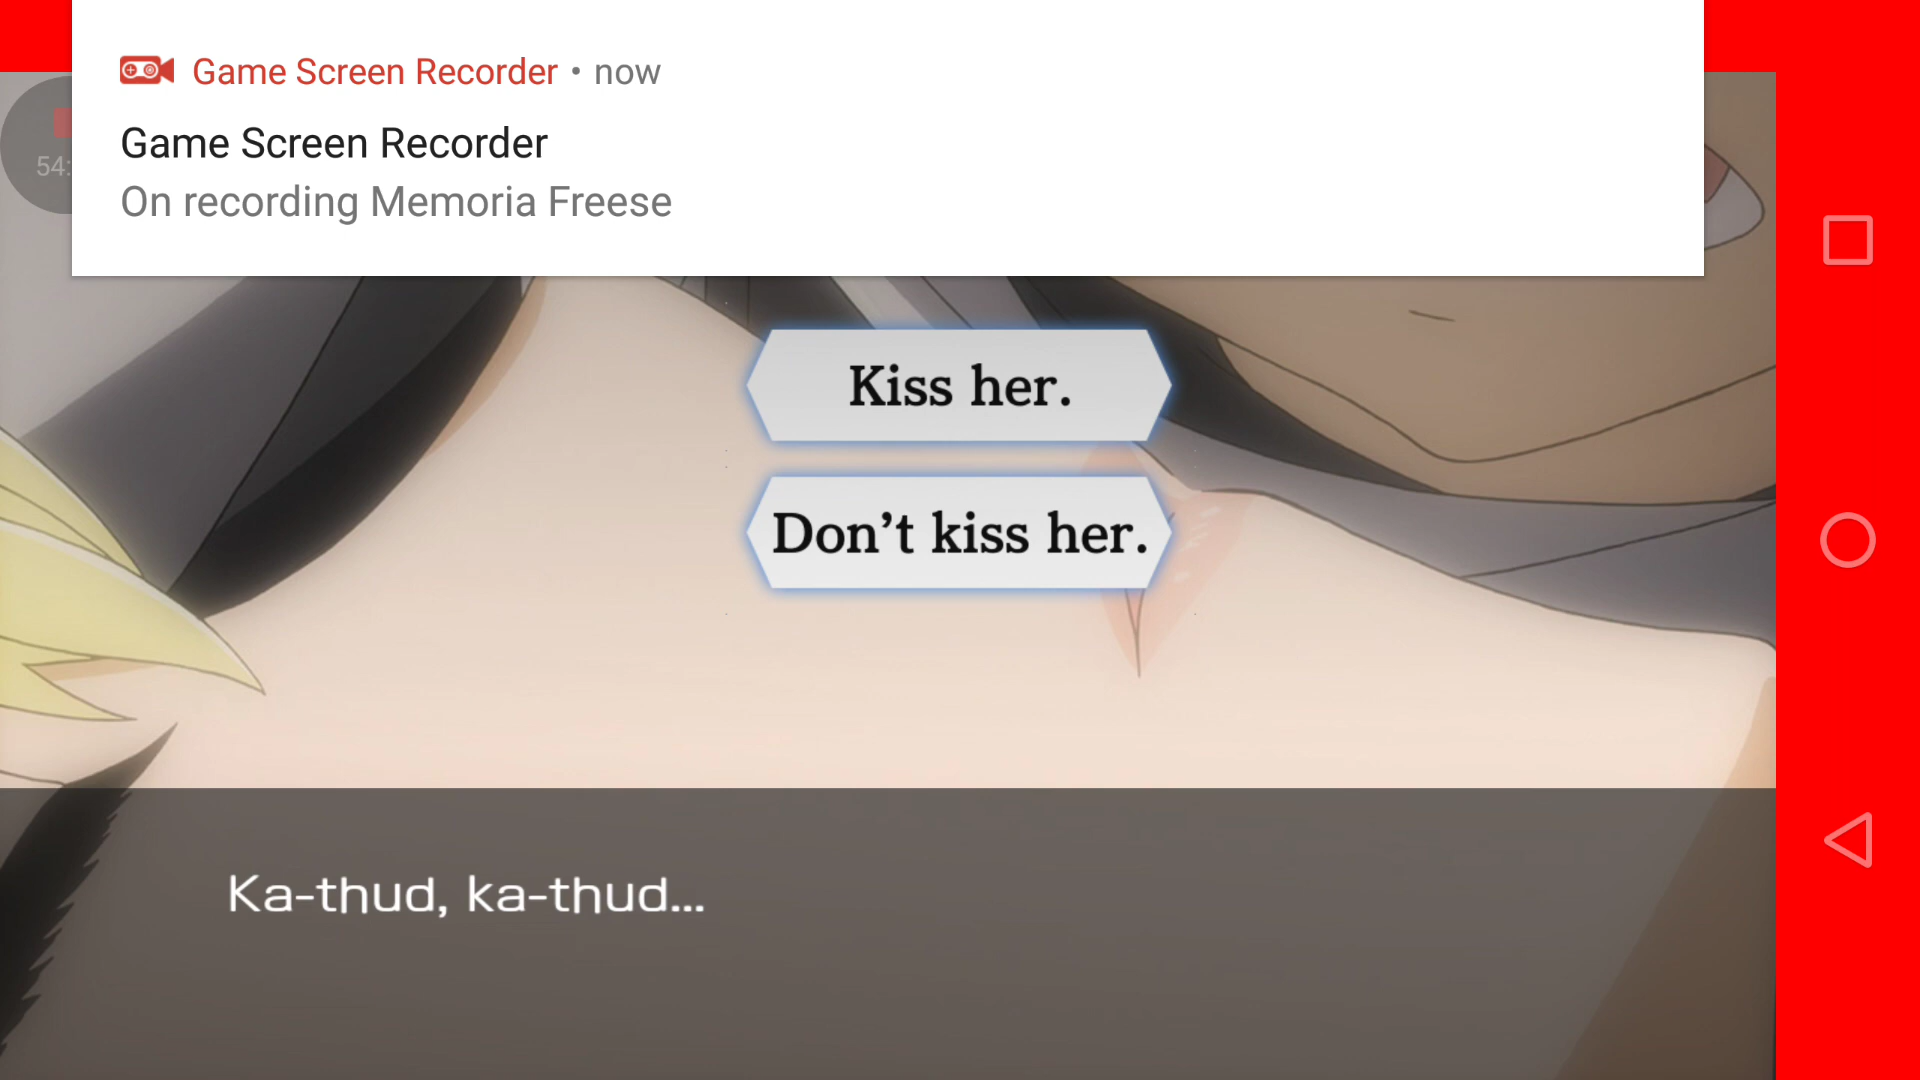 Game Screen Recorder • now
Game Screen Recorder
On recording Memoria Freese
54:
Kiss her.
Don't kiss her.
Ka-thud, ka-thud...